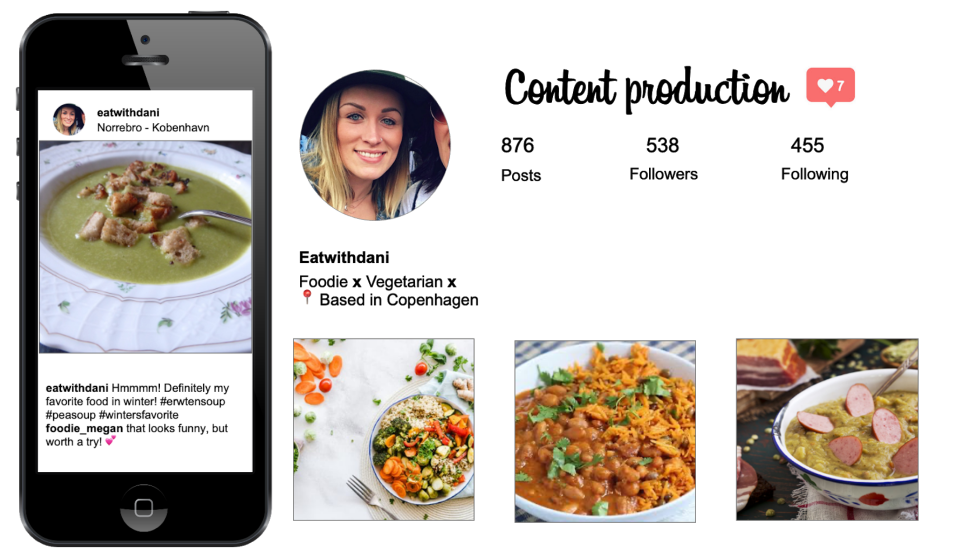 eatwithdani
Norrebro - Kobenhavn
eatwithdani Hmmmm! Definitely my
favorite food in winter! #erwtensoup
#peasoup #wintersfavorite
foodie_megan that looks funny, but
worth a try! 💕
Content production
7
876 538 455
Posts Followers Following
Eatwithdani
Foodie x Vegetarian x
📍 Based in Copenhagen